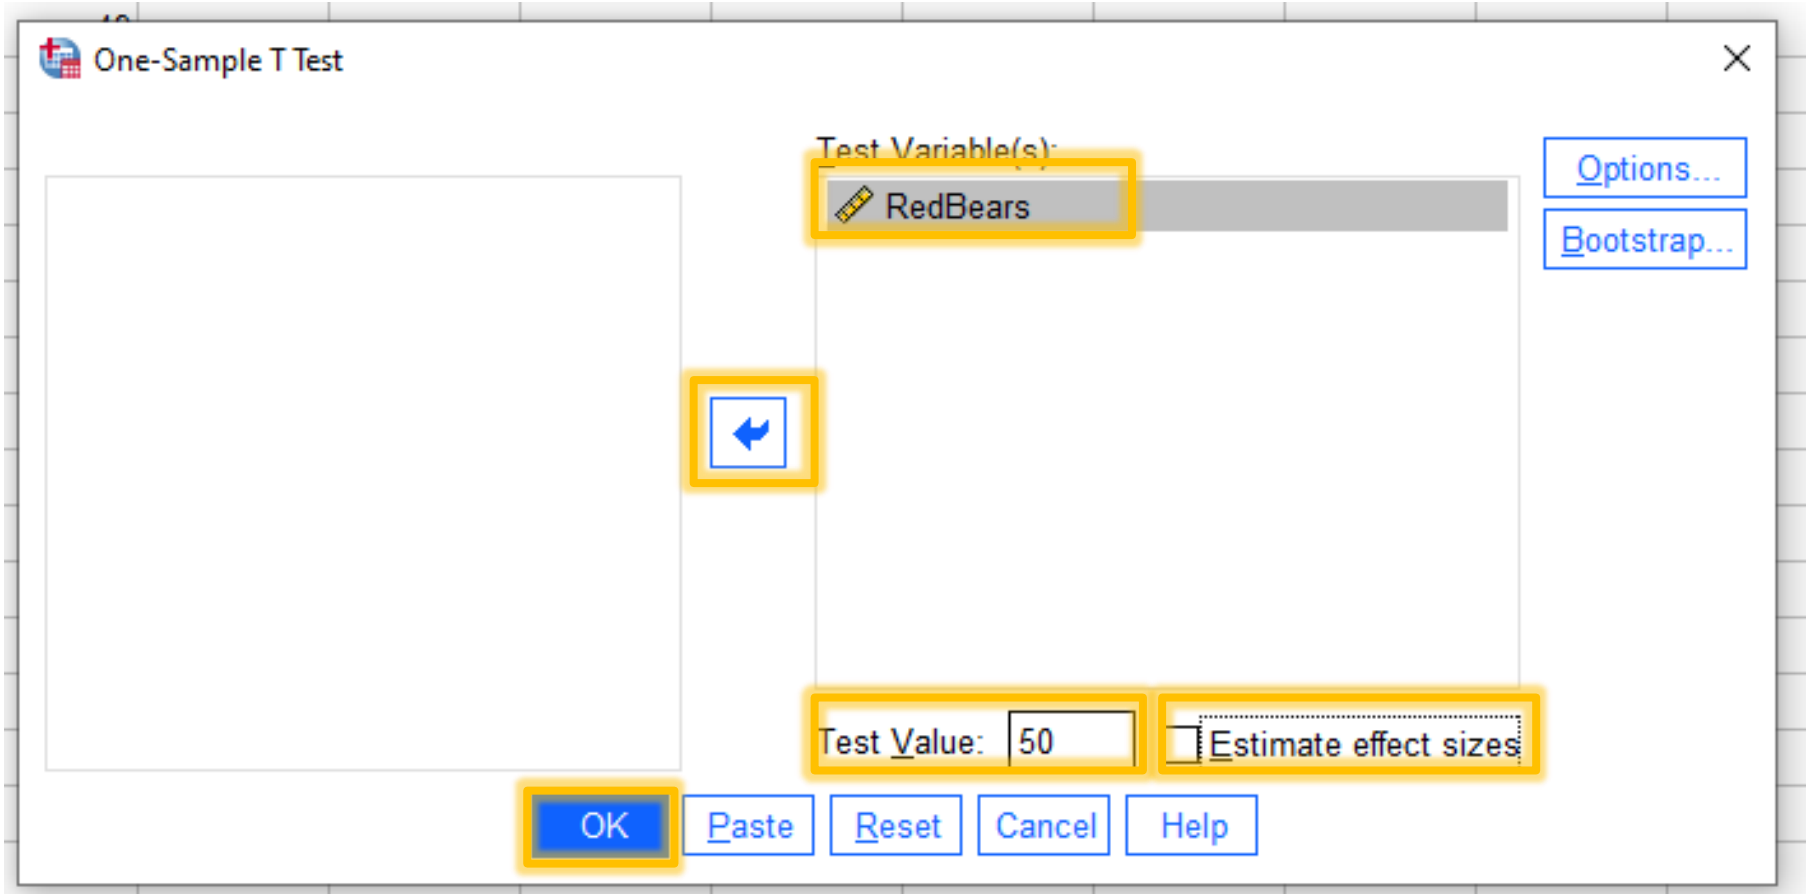 One-Sample T Test
Test Variable(s):
RedBears
Options...
Bootstrap...
Test Value: 50
Estimate effect sizes
OK
Paste
Reset
Cancel
Help